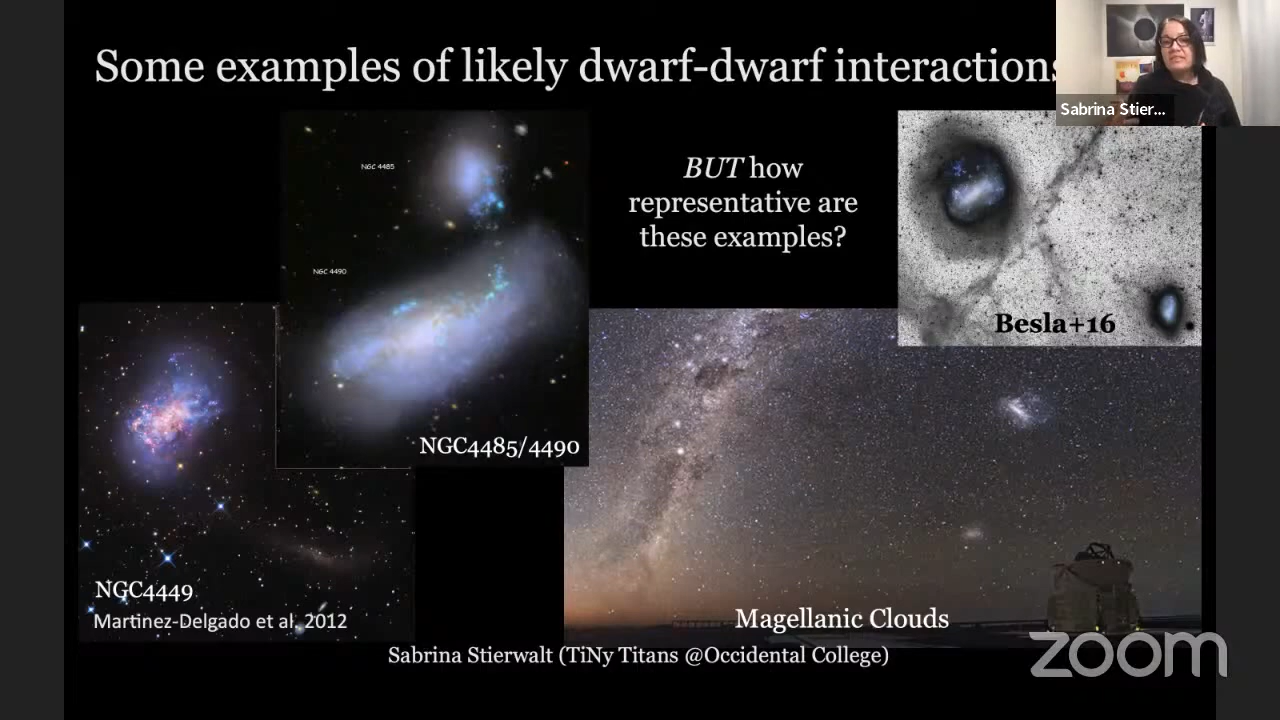 Some examples of likely dwarf-dwarf interactions
Sabrina Stier...
NGC 4485
BUT how
representative are
these examples?
NGC 4490
Besla+16
NGC4485/4490
NGC4449
Martinez-Delgado et al. 2012
Magellanic Clouds
Sabrina Stierwalt (TiNy Titans @Occidental College)
zoom